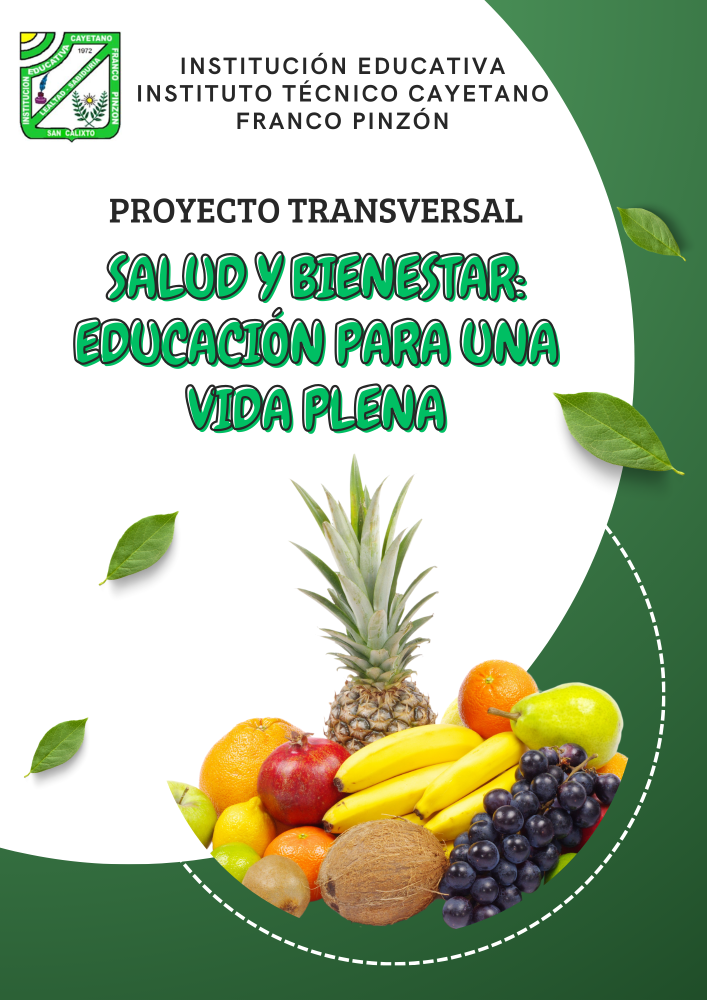 CAYETANO
1972
INSTITUCION
EDUCATIVA
FRANCO PINZON
LEALTAD - SABIDURIA
SAN CALIXTO
INSTITUCIÓN EDUCATIVA
INSTITUTO TÉCNICO CAYETANO
FRANCO PINZÓN
PROYECTO TRANSVERSAL
SALUD Y BIENESTAR:
EDUCACIÓN PARA UNA
VIDA PLENA